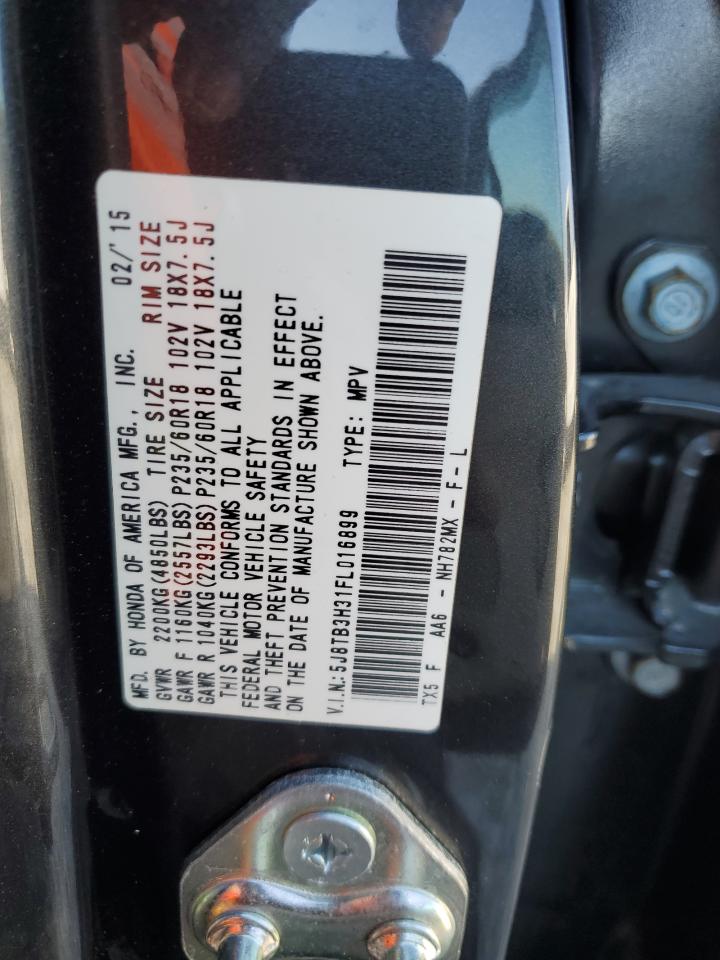 MFD. BY HONDA OF AMERICA MFG., INC. 02/'15
GVWR 2200KG(4850LBS) TIRE SIZE RIM SIZE
GAWR F 1160KG(2557LBS)P235/60R18 102V 18X7.5J
GAWR R 1040KG(2293LBS)P235/60R18 102V 18X7.5J
THIS VEHICLE CONFORMS TO ALL APPLICABLE
FEDERAL MOTOR VEHICLE SAFETY
AND THEFT PREVENTION STANDARDS IN EFFECT
ON THE DATE OF MANUFACTURE SHOWN ABOVE.
V.I.N.:5J8TB3H31FL016899 TYPE: MPV
TX5 F AA6 - NH782MX - F - L